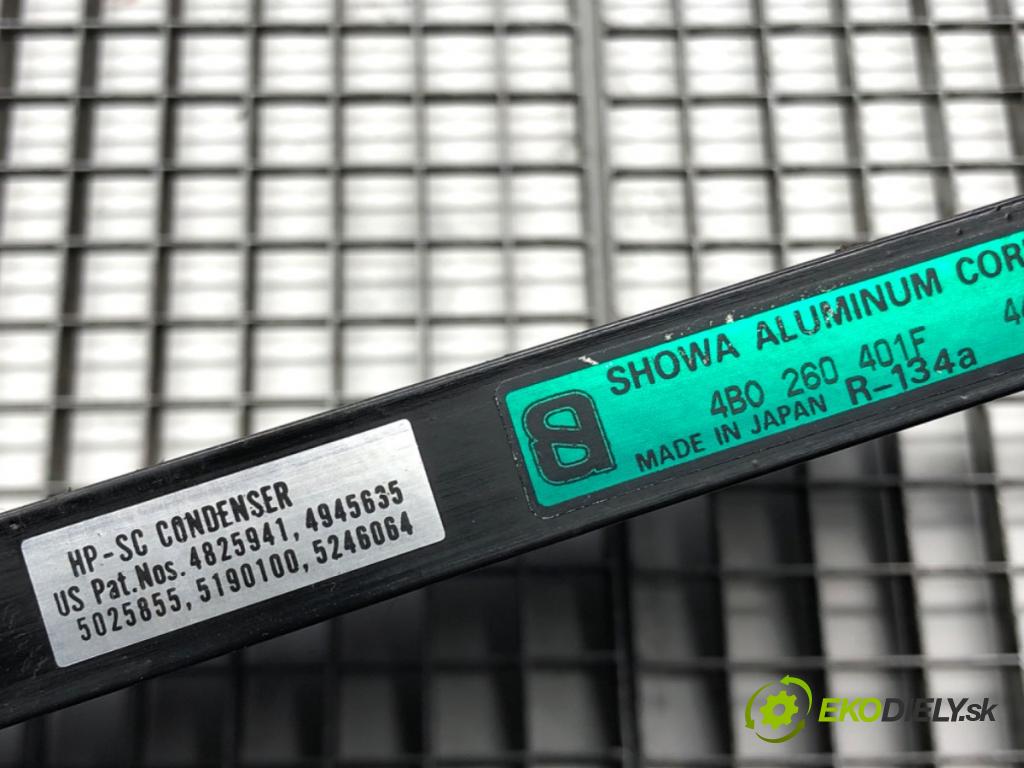 HP-SC CONDENSER
US Pat.Nos. 4825941, 4945635
5025855, 5190100, 5246064
SHOWA ALUMINUM
4B0 260 401F
MADE IN JAPAN R-134a
EKODIELY.sk